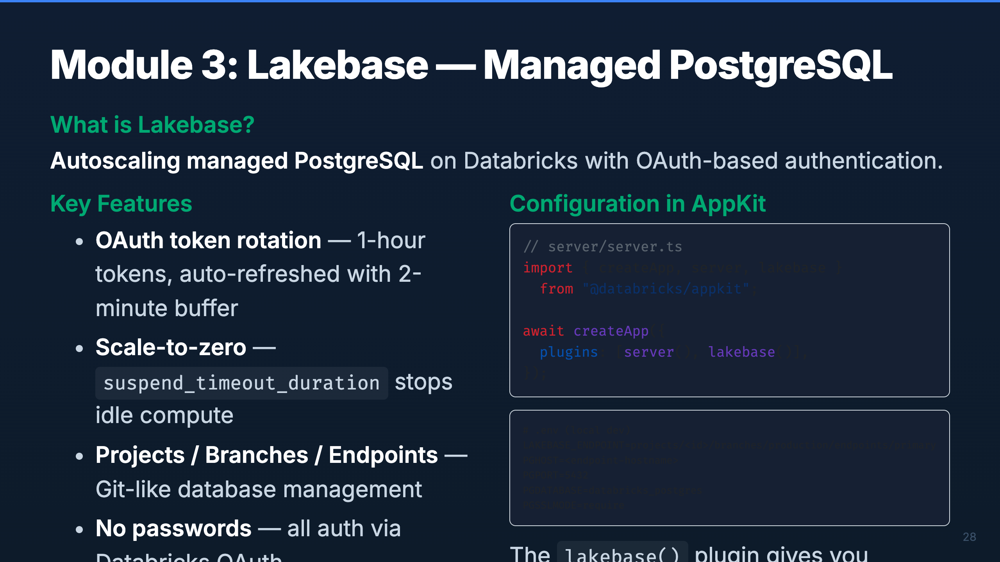 Module 3: Lakebase — Managed PostgreSQL
What is Lakebase?
Autoscaling managed PostgreSQL on Databricks with OAuth-based authentication.
Key Features
• OAuth token rotation — 1-hour
tokens, auto-refreshed with 2-
minute buffer
• Scale-to-zero —
suspend_timeout_duration stops
idle compute
• Projects / Branches / Endpoints —
Git-like database management
• No passwords — all auth via
Databricks OAuth
Configuration in AppKit
// server/server.ts
import { createApp, server, lakebase }
from "@databricks/appkit";
await createApp({
plugins: [server(), lakebase()],
});
# .env (local dev)
LAKEBASE_ENDPOINT=projects/<id>/branches/production/endpoints/primary
PGHOST=<endpoint-hostname>
PGPORT=5432
PGDATABASE=databricks_postgres
PGSSLMODE=require
The lakebase() plugin gives you
28